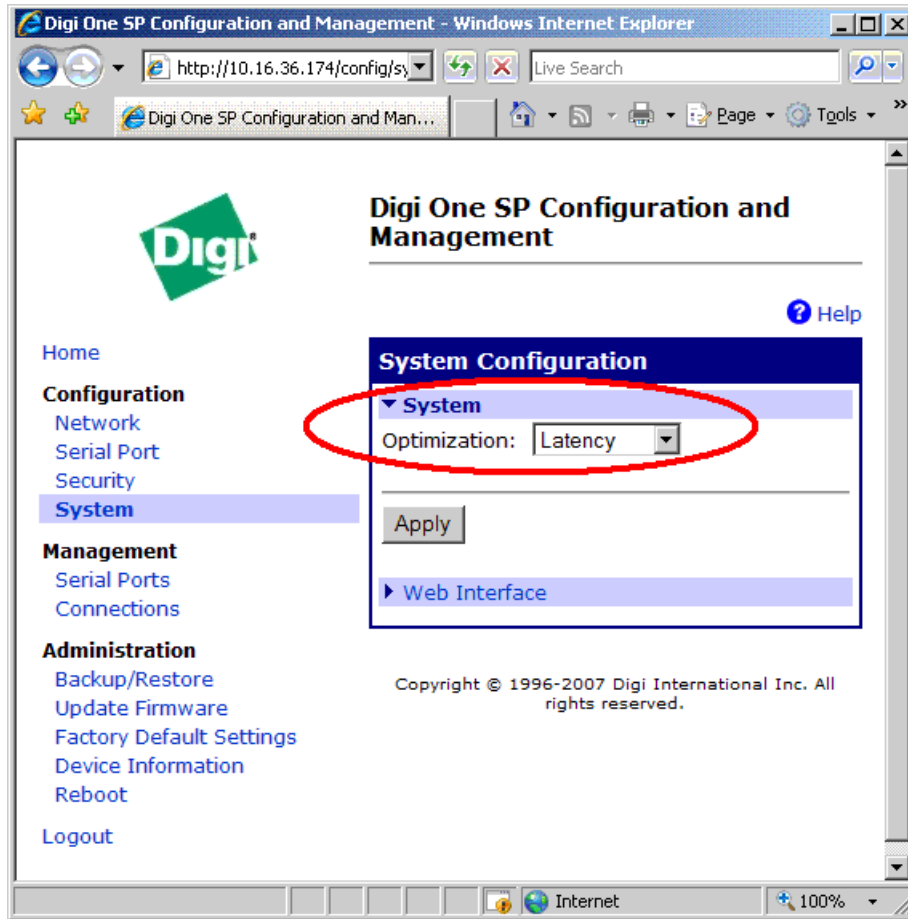 Digi One SP Configuration and Management - Windows Internet Explorer
http://10.16.36.174/config/sy
Live Search
Digi One SP Configuration and Man...
Page
Tools
»
Digi
Digi One SP Configuration and
Management
Help
Home
Configuration
Network
Serial Port
Security
System
Management
Serial Ports
Connections
Administration
Backup/Restore
Update Firmware
Factory Default Settings
Device Information
Reboot
Logout
System Configuration
System
Optimization: Latency
Apply
Web Interface
Copyright © 1996-2007 Digi International Inc. All
rights reserved.
Internet
100%